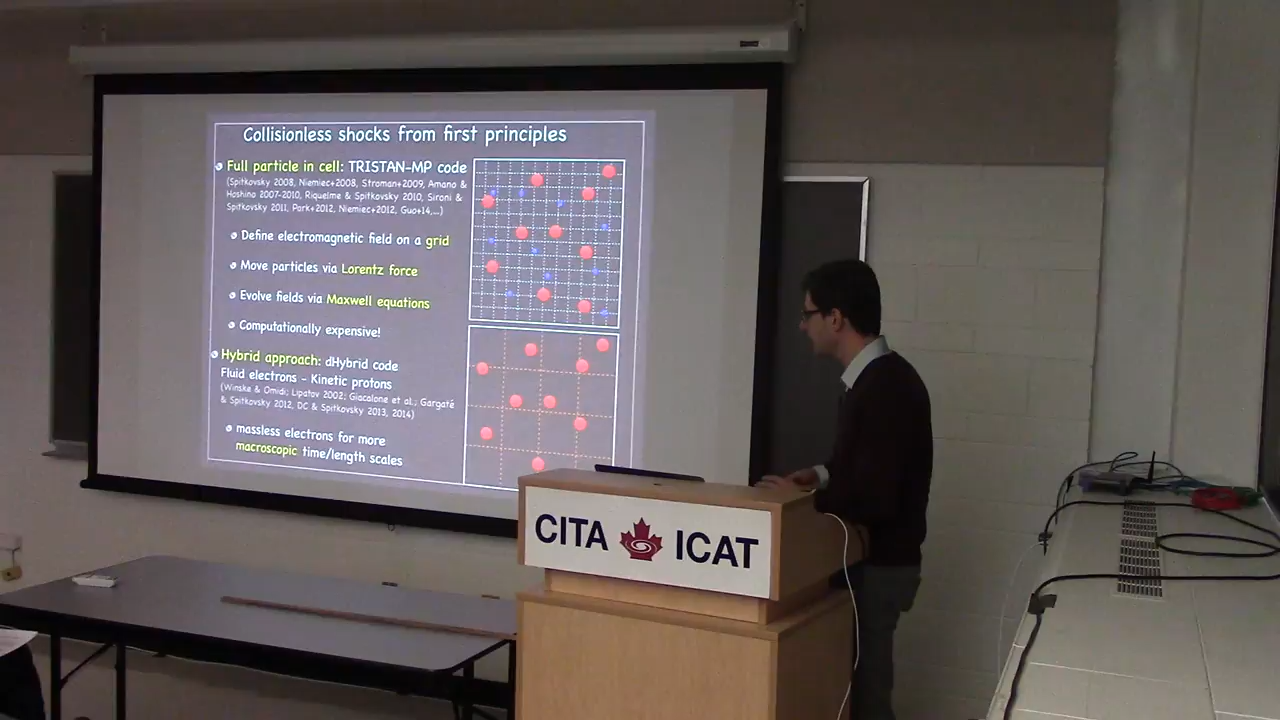 Collisionless shocks from first principles
Full particle in cell: TRISTAN-MP code
(Spitkovsky 2008, Niemiec+2008, Stroman+2009, Amano &
Hoshino 2007-2010, Riquelme & Spitkovsky 2010, Sironi &
Spitkovsky 2011, Park+2012, Niemiec+2012, Guo+14,...)
Define electromagnetic field on a grid
Move particles via Lorentz force
Evolve fields via Maxwell equations
Computationally expensive!
Hybrid approach: dHybrid code
Fluid electrons - Kinetic protons
(Winske & Omidi; Lipatov 2002; Giacalone et al.; Gargaté
& Spitkovsky 2012, DC & Spitkovsky 2013, 2014)
massless electrons for more
macroscopic time/length scales
CITA ICAT